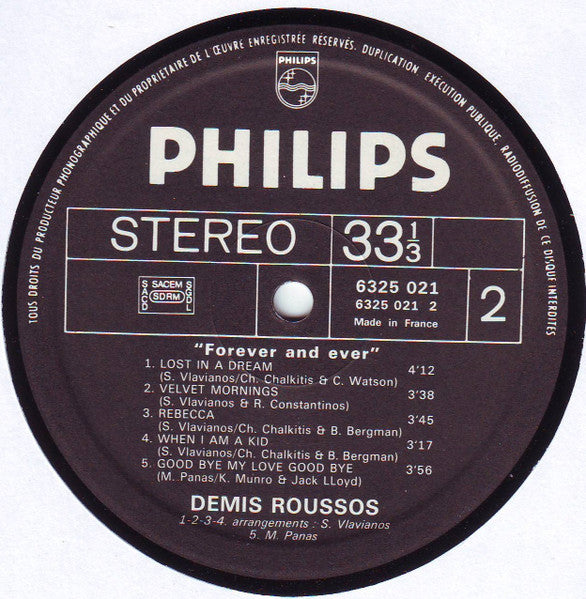 TOUS DROITS DU PRODUCTEUR PHONOGRAPHIQUE ET DU PROPRIETAIRE DE L'ŒUVRE ENREGISTRÉE RÉSERVÉS. DUPLICATION, EXÉCUTION PUBLIQUE, RADIODIFFUSION DE CE DISQUE INTERDITES
PHILIPS
PHILIPS
STEREO 33 1/3
SACD SACEM SGDL
SDRM
6325 021
6325 021 2
Made in France
2
"Forever and ever"
1. LOST IN A DREAM 4'12
(S. Vlavianos/Ch. Chalkitis & C. Watson)
2. VELVET MORNINGS 3'38
(S. Vlavianos & R. Constantinos)
3. REBECCA 3'45
(S. Vlavianos/Ch. Chalkitis & B. Bergman)
4. WHEN I AM A KID 3'17
(S. Vlavianos/Ch. Chalkitis & B. Bergman)
5. GOOD BYE MY LOVE GOOD BYE 3'56
(M. Panas/K. Munro & Jack LLoyd)
DEMIS ROUSSOS
1-2-3-4. arrangements : S. Vlavianos
5. M. Panas